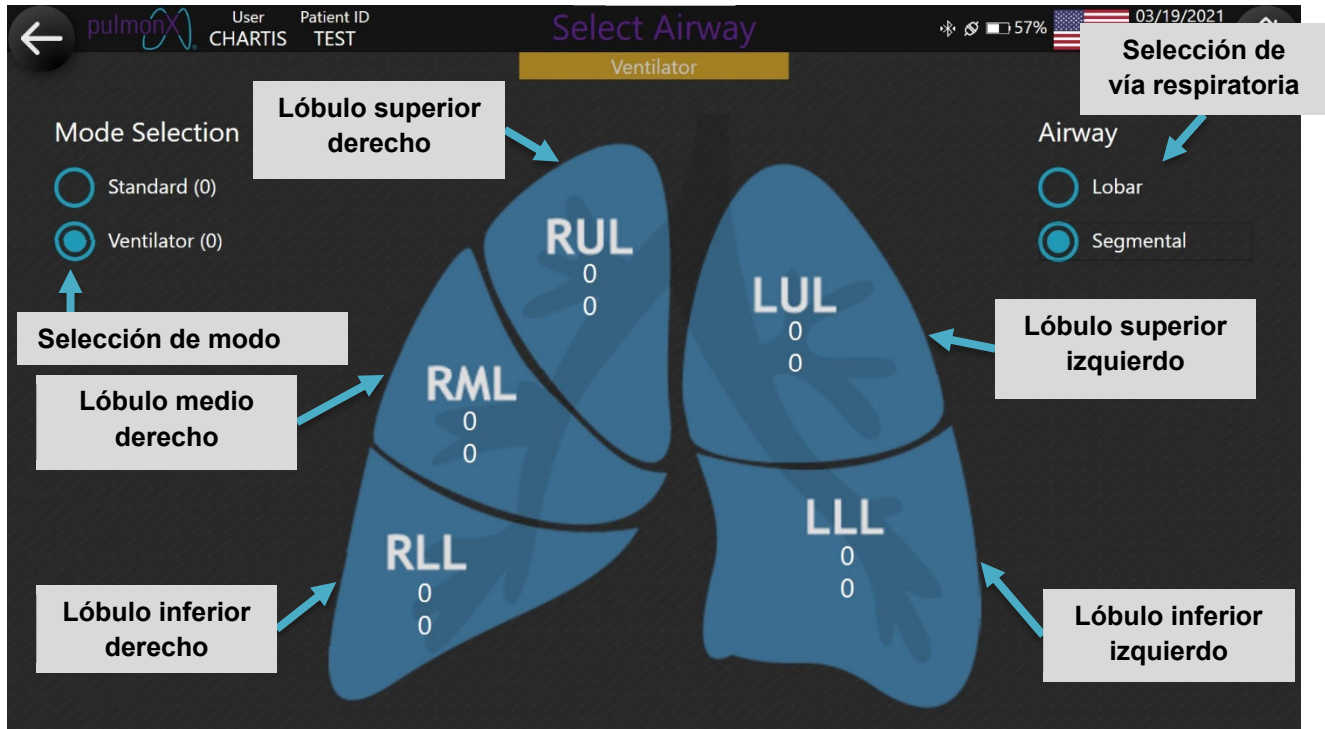 pulmonX
User
CHARTIS
Patient ID
TEST
Select Airway
57%
03/19/2021
Ventilator
Selección de
vía respiratoria
Mode Selection
Standard (0)
Ventilator (0)
Selección de modo
Lóbulo superior
derecho
Airway
Lobar
Segmental
RUL
0
0
LUL
0
0
Lóbulo superior
izquierdo
Lóbulo medio
derecho
RML
0
0
RLL
0
0
LLL
0
0
Lóbulo inferior
derecho
Lóbulo inferior
izquierdo